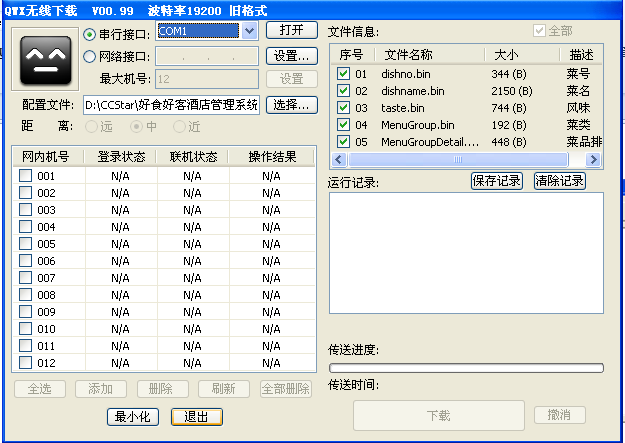 QWX无线下载 V00.99 波特率19200 旧格式
串行接口: COM1 打开
网络接口: . . . 设置...
最大机号: 12 设置
配置文件: D:\CCStar\好食好客酒店管理系统 选择...
距 离: 远 中 近
网内机号 登录状态 联机状态 操作结果
001 N/A N/A N/A
002 N/A N/A N/A
003 N/A N/A N/A
004 N/A N/A N/A
005 N/A N/A N/A
006 N/A N/A N/A
007 N/A N/A N/A
008 N/A N/A N/A
009 N/A N/A N/A
010 N/A N/A N/A
011 N/A N/A N/A
012 N/A N/A N/A
全选 添加 删除 刷新 全部删除
最小化 退出
文件信息: 全部
序号 文件名称 大小 描述
01 dishno.bin 344 (B) 菜号
02 dishname.bin 2150 (B) 菜名
03 taste.bin 744 (B) 风味
04 MenuGroup.bin 192 (B) 菜类
05 MenuGroupDetail.... 448 (B) 菜品排
运行记录: 保存记录 清除记录
传送进度:
传送时间:
下载 撤消